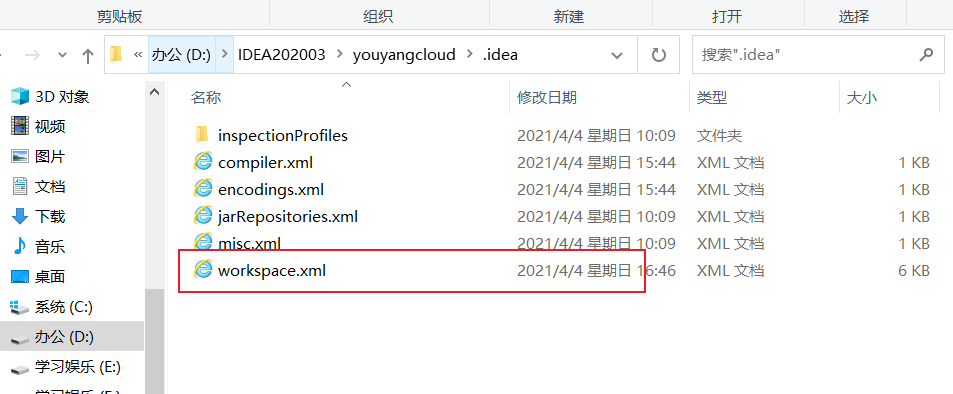 剪贴板 组织 新建 打开 选择
« 办公 (D:) > IDEA202003 > youyangcloud > .idea 搜索".idea"
名称 修改日期 类型 大小
3D 对象
视频
图片
文档
下载
音乐
桌面
系统 (C:)
办公 (D:)
学习娱乐 (E:)
学习娱乐 (E:)
inspectionProfiles 2021/4/4 星期日 10:09 文件夹
compiler.xml 2021/4/4 星期日 15:44 XML 文档 1 KB
encodings.xml 2021/4/4 星期日 15:44 XML 文档 1 KB
jarRepositories.xml 2021/4/4 星期日 10:09 XML 文档 1 KB
misc.xml 2021/4/4 星期日 10:09 XML 文档 1 KB
workspace.xml 2021/4/4 星期日 16:46 XML 文档 6 KB